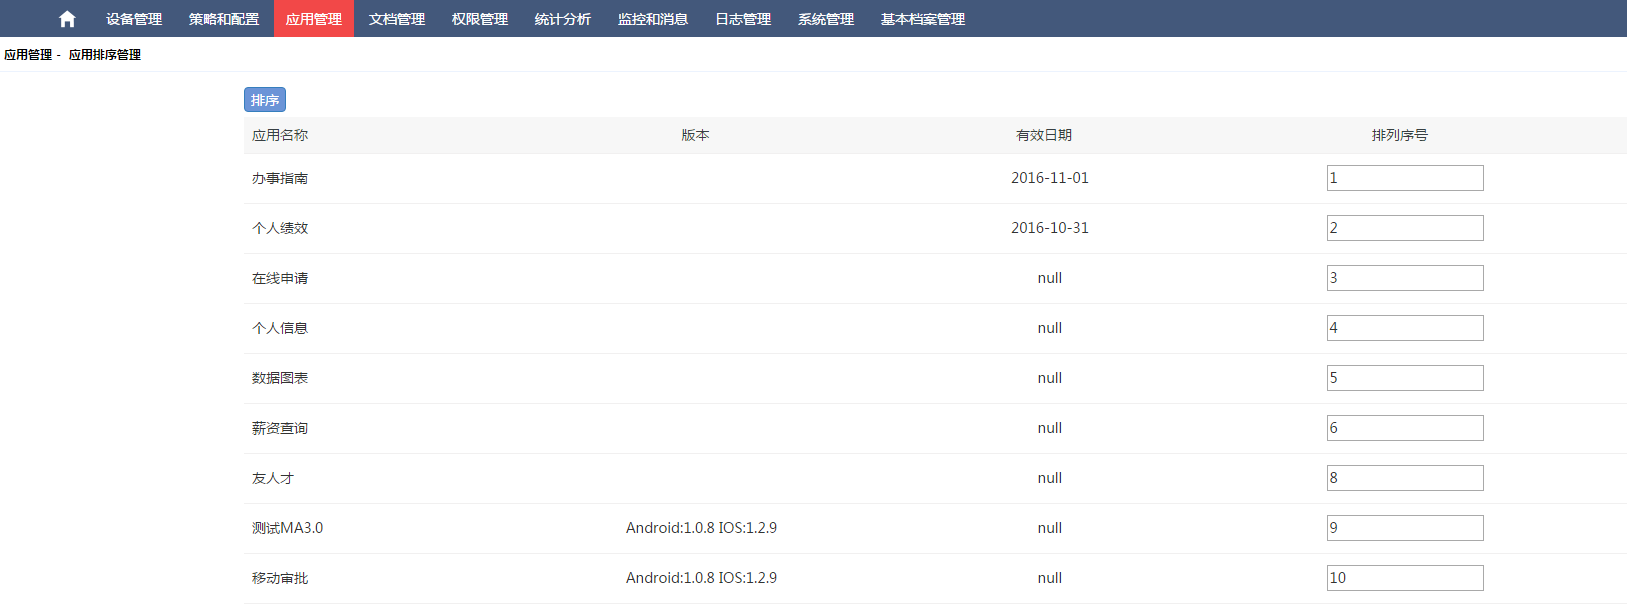 设备管理 策略和配置 应用管理 文档管理 权限管理 统计分析 监控和消息 日志管理 系统管理 基本档案管理
应用管理 - 应用排序管理
排序
应用名称 版本 有效日期 排列序号
办事指南 2016-11-01 1
个人绩效 2016-10-31 2
在线申请 null 3
个人信息 null 4
数据图表 null 5
薪资查询 null 6
友人才 null 8
测试MA3.0 Android:1.0.8 IOS:1.2.9 null 9
移动审批 Android:1.0.8 IOS:1.2.9 null 10